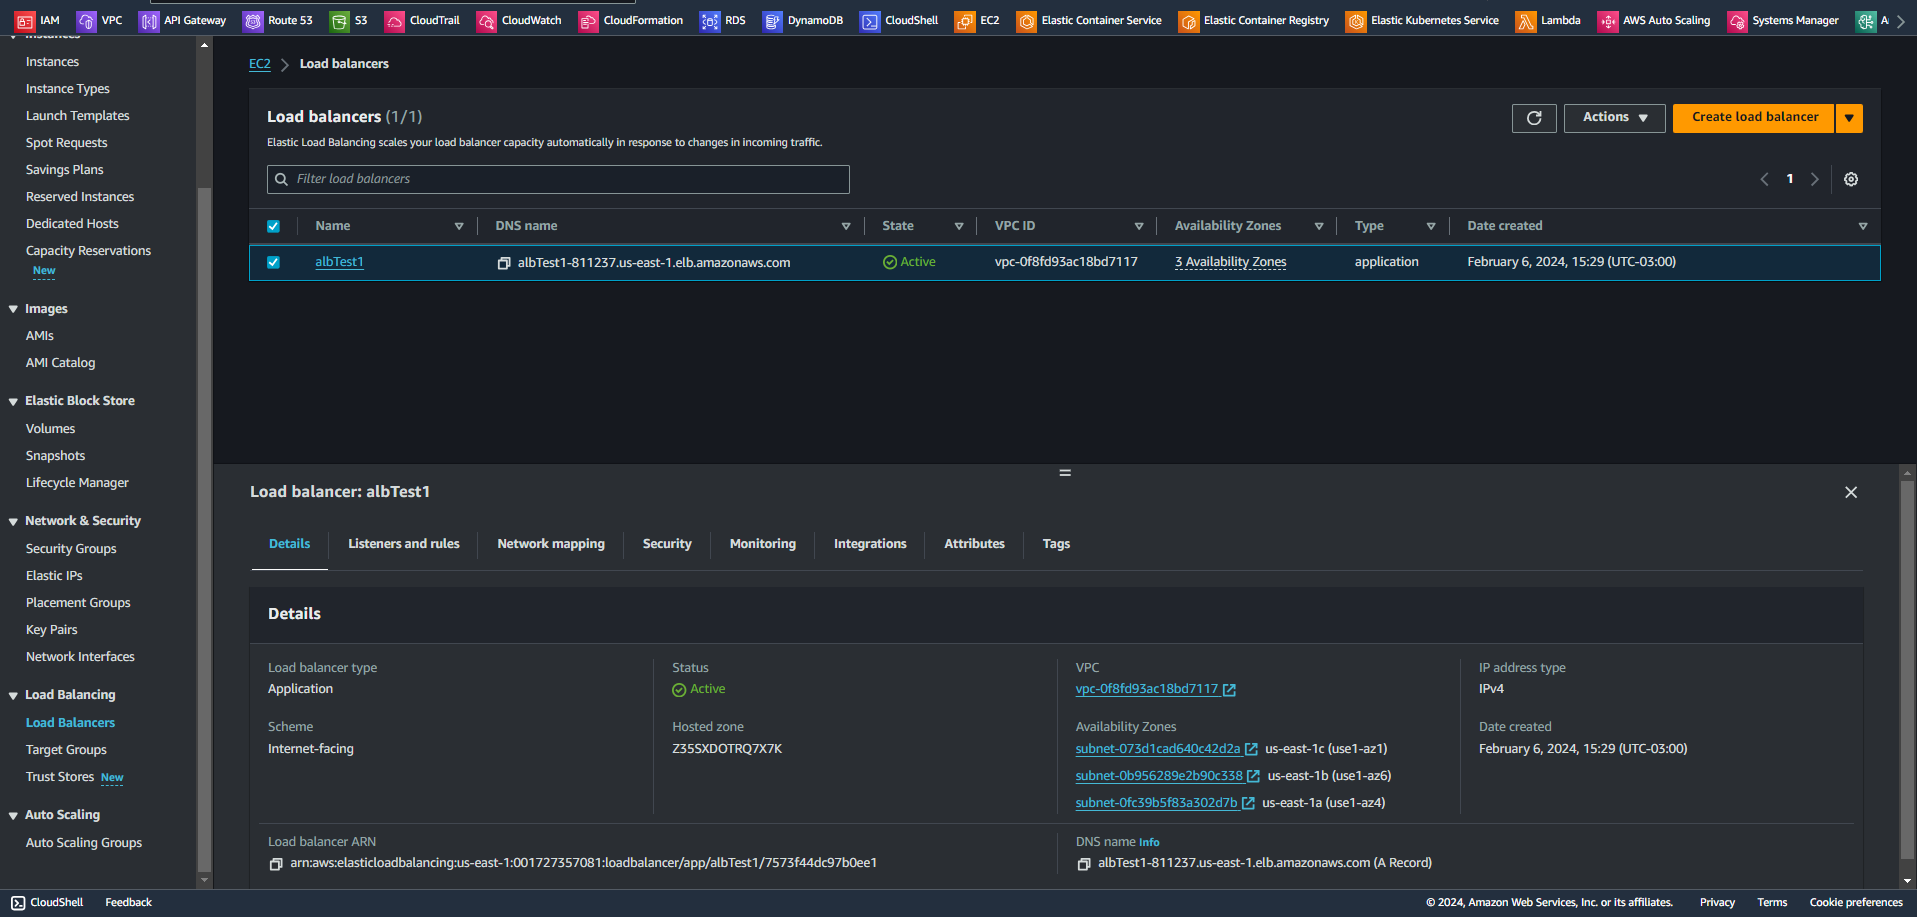 IAM VPC API Gateway Route 53 S3 CloudTrail CloudWatch CloudFormation RDS DynamoDB CloudShell EC2 Elastic Container Service Elastic Container Registry Elastic Kubernetes Service Lambda AWS Auto Scaling Systems Manager
Instances
Instances
Instance Types
Launch Templates
Spot Requests
Savings Plans
Reserved Instances
Dedicated Hosts
Capacity Reservations
New
Images
AMIs
AMI Catalog
Elastic Block Store
Volumes
Snapshots
Lifecycle Manager
Network & Security
Security Groups
Elastic IPs
Placement Groups
Key Pairs
Network Interfaces
Load Balancing
Load Balancers
Target Groups
Trust Stores New
Auto Scaling
Auto Scaling Groups
EC2 > Load balancers
Load balancers (1/1)
Elastic Load Balancing scales your load balancer capacity automatically in response to changes in incoming traffic.
Actions Create load balancer
Filter load balancers
1
Name DNS name State VPC ID Availability Zones Type Date created
albTest1 albTest1-811237.us-east-1.elb.amazonaws.com Active vpc-0f8fd93ac18bd7117 3 Availability Zones application February 6, 2024, 15:29 (UTC-03:00)
Load balancer: albTest1
Details Listeners and rules Network mapping Security Monitoring Integrations Attributes Tags
Details
Load balancer type
Application
Scheme
Internet-facing
Status
Active
Hosted zone
Z35SXDOTRQ7X7K
VPC
vpc-0f8fd93ac18bd7117
Availability Zones
subnet-073d1cad640c42d2a us-east-1c (use1-az1)
subnet-0b956289e2b90c338 us-east-1b (use1-az6)
subnet-0fc39b5f83a302d7b us-east-1a (use1-az4)
IP address type
IPv4
Date created
February 6, 2024, 15:29 (UTC-03:00)
Load balancer ARN
arn:aws:elasticloadbalancing:us-east-1:001727357081:loadbalancer/app/albTest1/7573f44dc97b0ee1
DNS name Info
albTest1-811237.us-east-1.elb.amazonaws.com (A Record)
CloudShell Feedback © 2024, Amazon Web Services, Inc. or its affiliates. Privacy Terms Cookie preferences